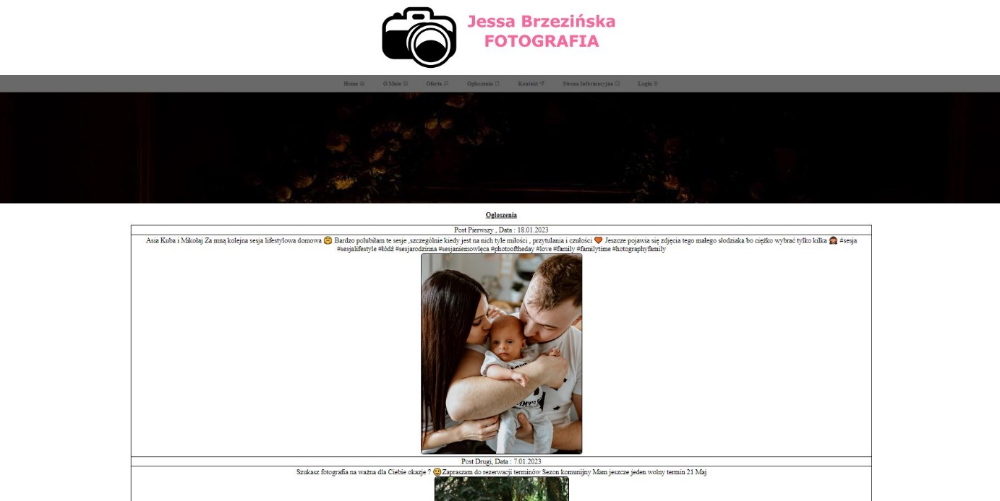 Jessa Brzezińska
FOTOGRAFIA
Home O Mnie Oferta Ogłoszenia Kontakt Strona Informacyjna Login
Ogłoszenia
Post Pierwszy , Data : 18.01.2023
Asia Kuba i Mikołaj Za mną kolejna sesja lifestylowa domowa 🤗 Bardzo polubiłam te sesje ,szczególnie kiedy jest na nich tyle miłości , przytulania i czułości ❤️ Jeszcze pojawia się zdjęcia tego małego słodziaka bo ciężko wybrać tylko kilka 🙈 #sesja
#sesjalifestyle #łódź #sesjarodzinna #sesjaniemowlęca #photooftheday #love #family #familytime #hotographyfamily
Post Drugi, Data : 7.01.2023
Szukasz fotografia na ważna dla Ciebie okazje ? 😃Zapraszam do rezerwacji terminów Sezon komunijny Mam jeszcze jeden wolny termin 21 Maj